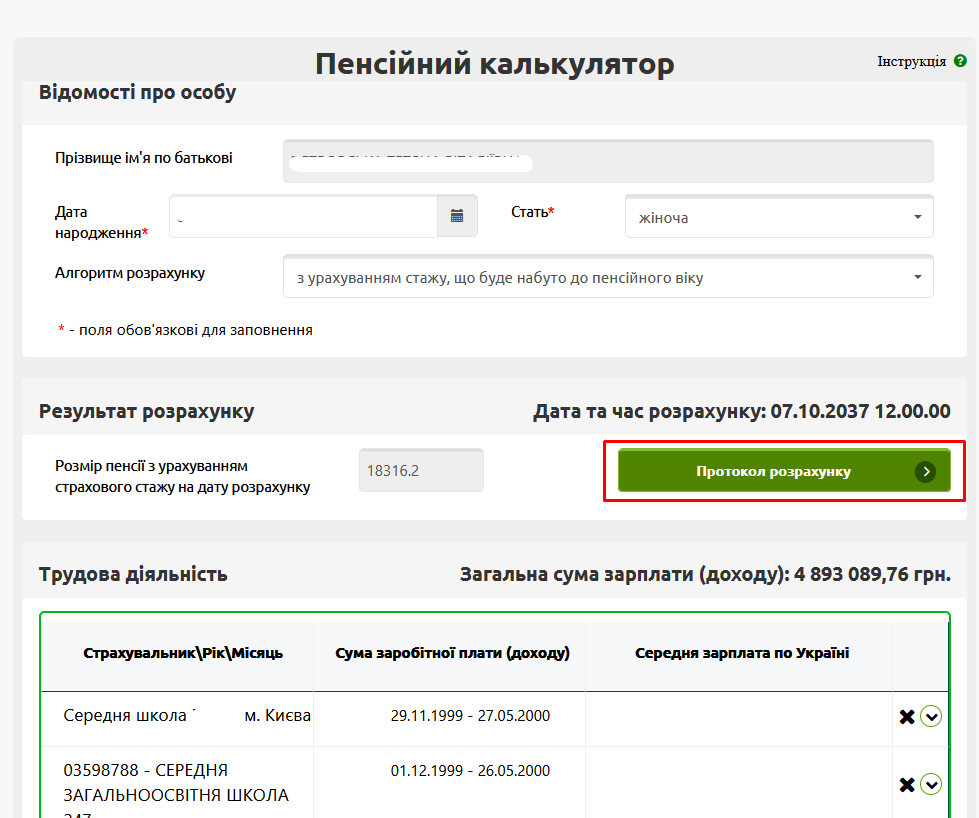 Пенсійний калькулятор
Інструкція ?
Відомості про особу
Прізвище ім'я по батькові
Дата
народження*
Стать*
жіноча
Алгоритм розрахунку
з урахуванням стажу, що буде набуто до пенсійного віку
* - поля обов'язкові для заповнення
Результат розрахунку
Дата та час розрахунку: 07.10.2037 12.00.00
Розмір пенсії з урахуванням
страхового стажу на дату розрахунку
18316.2
Протокол розрахунку
Трудова діяльність
Загальна сума зарплати (доходу): 4 893 089,76 грн.
Страхувальник\Рік\Місяць
Сума заробітної плати (доходу)
Середня зарплата по Україні
Середня школа м. Києва
29.11.1999 - 27.05.2000
03598788 - СЕРЕДНЯ
ЗАГАЛЬНООСВІТНЯ ШКОЛА
01.12.1999 - 26.05.2000